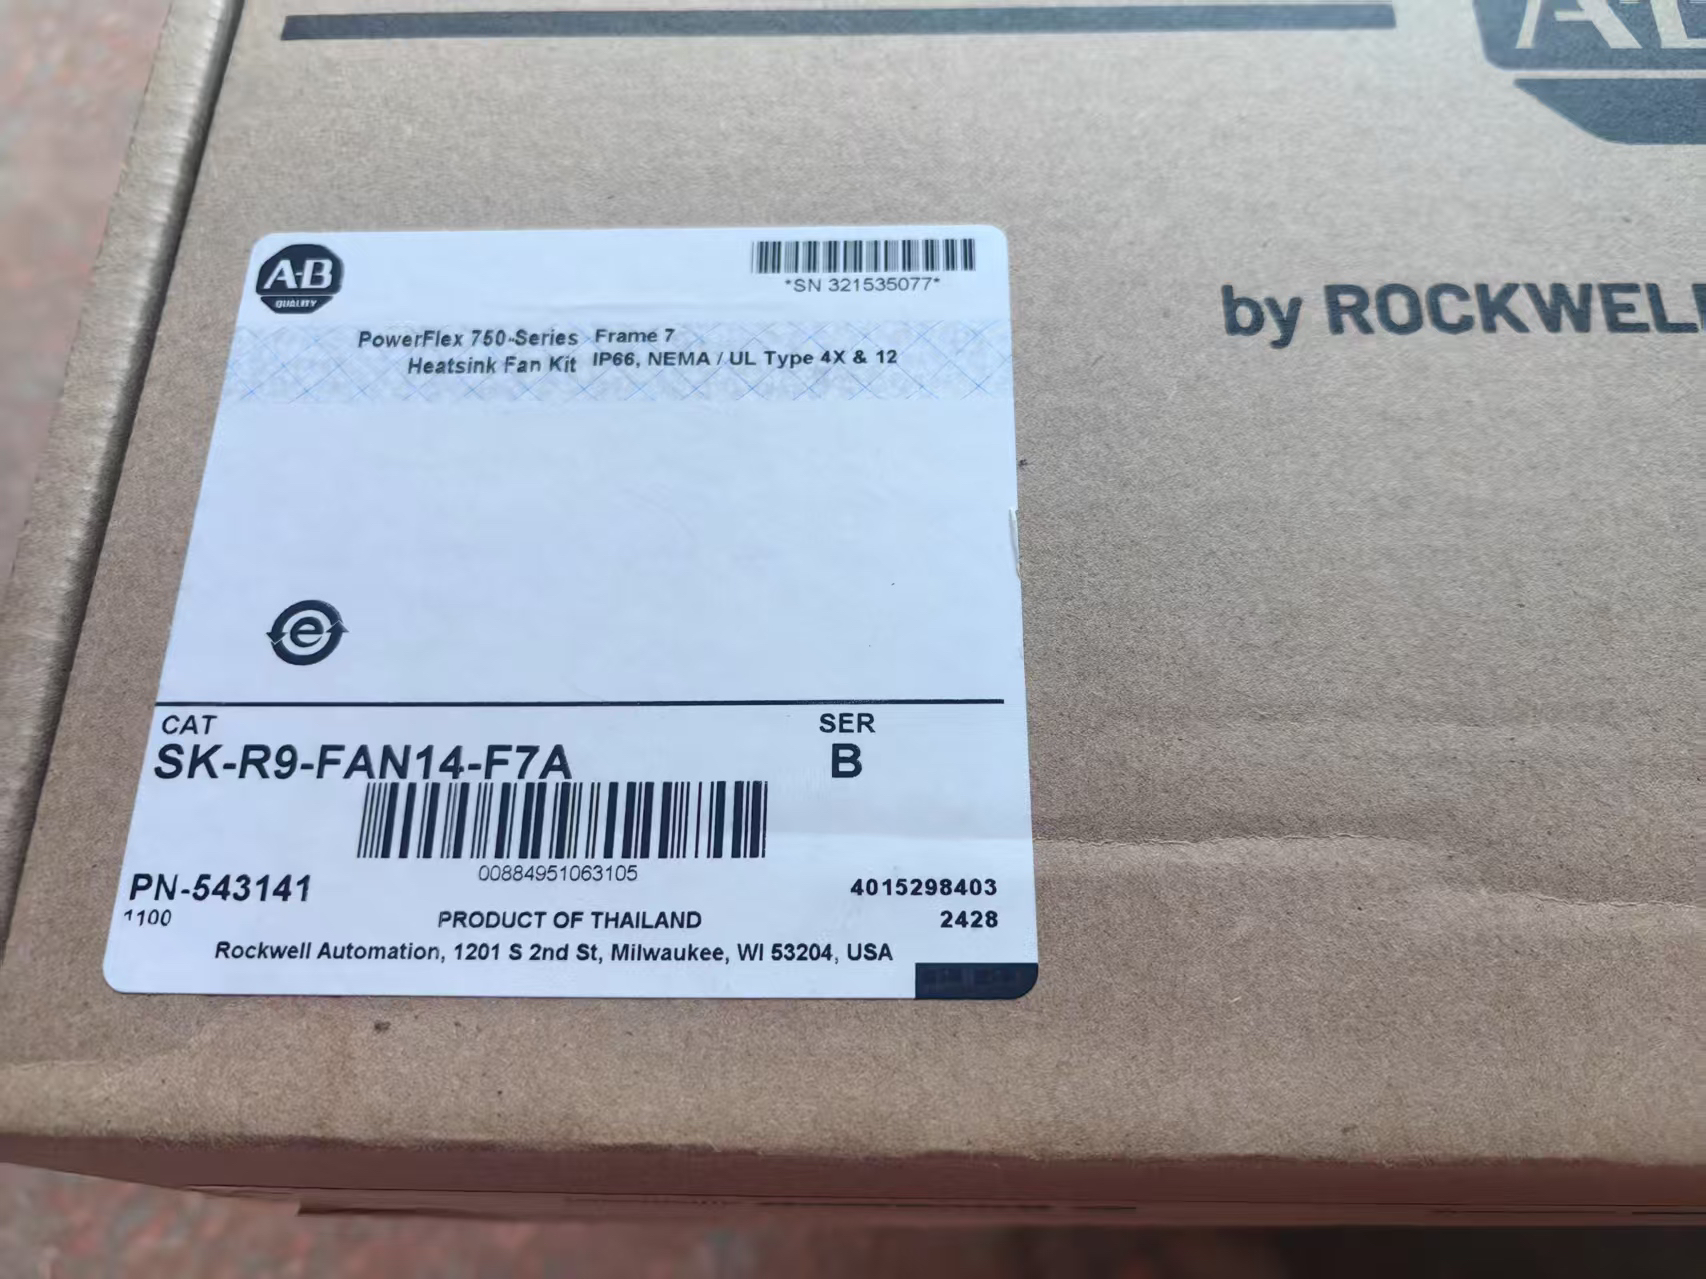 A-B
by ROCKWELL
A-B
QUALITY
*SN 321535077*
PowerFlex 750-Series Frame 7
Heatsink Fan Kit IP66, NEMA / UL Type 4X & 12
e
CAT
SER
SK-R9-FAN14-F7A
B
00884951063105
PN-543141
4015298403
1100
PRODUCT OF THAILAND
2428
Rockwell Automation, 1201 S 2nd St, Milwaukee, WI 53204, USA